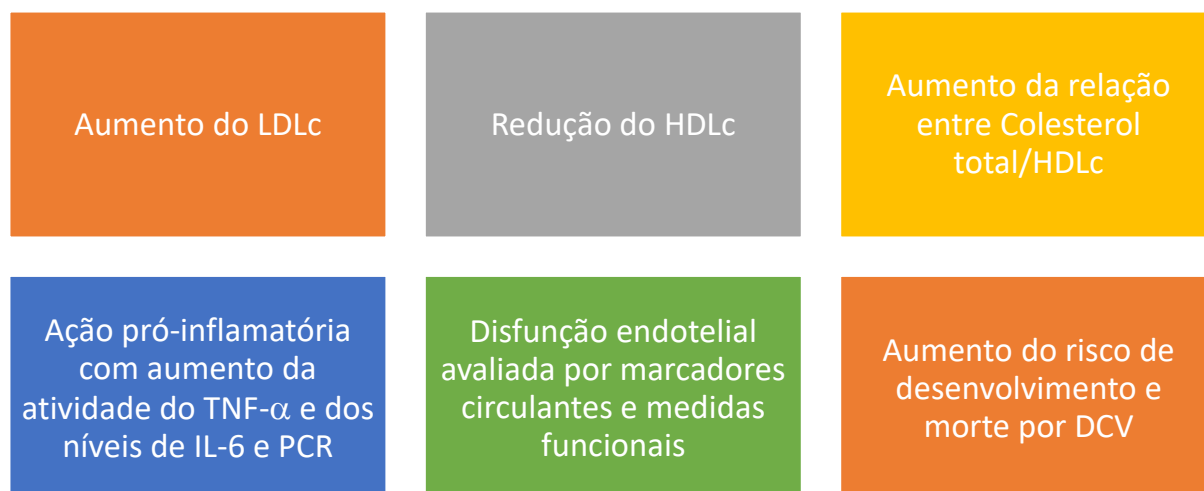 Aumento do LDLc
Redução do HDLc
Aumento da relação
entre Colesterol
total/HDLc
Ação pró-inflamatória
com aumento da
atividade do TNF-α e dos
níveis de IL-6 e PCR
Disfunção endotelial
avaliada por marcadores
circulantes e medidas
funcionais
Aumento do risco de
desenvolvimento e
morte por DCV